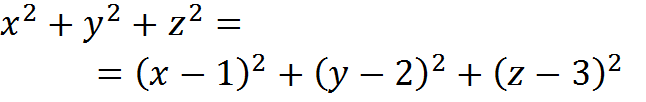 x² + y² + z² =
= (x − 1)² + (y − 2)² + (z − 3)²